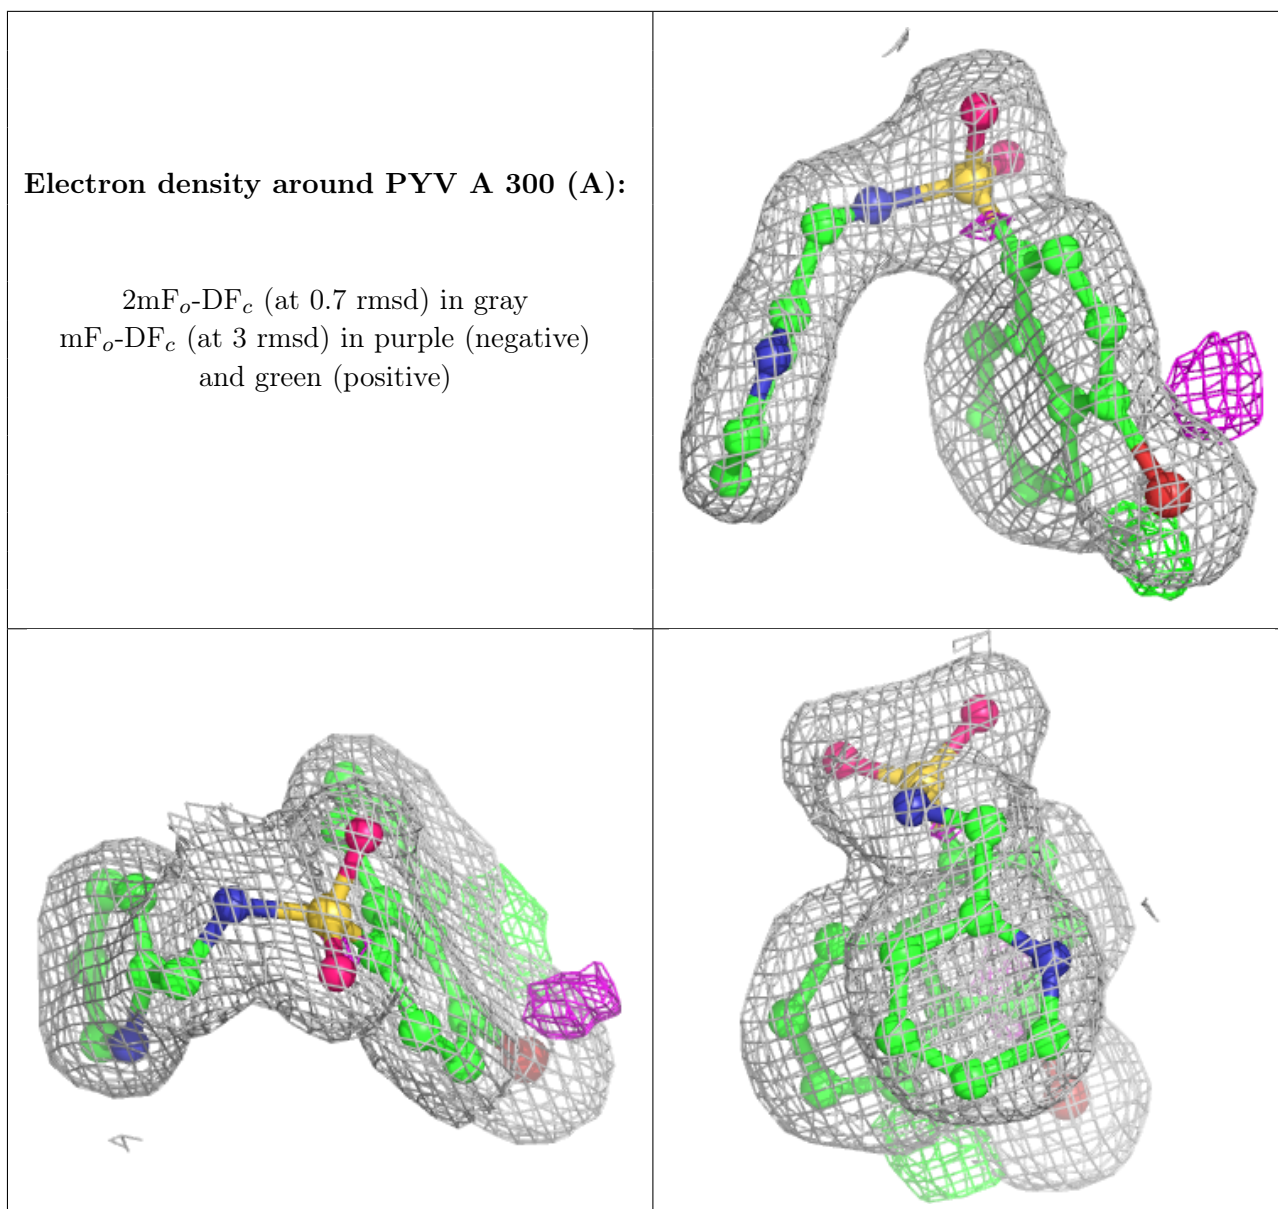 Electron density around PYV A 300 (A):
2mFo-DFc (at 0.7 rmsd) in gray
mFo-DFc (at 3 rmsd) in purple (negative)
and green (positive)